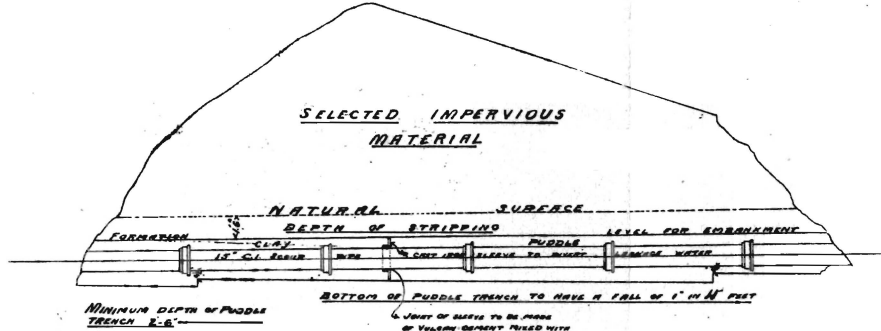 SELECTED IMPERVIOUS
MATERIAL
NATURAL SURFACE
DEPTH OF STRIPPING
FORMATION LEVEL FOR EMBANKMENT
CLAY PUDDLE
15" C.I. SCOUR PIPE CAST IRON SLEEVE TO DIVERT LEAKAGE WATER
BOTTOM OF PUDDLE TRENCH TO HAVE A FALL OF 1" IN FEET
MINIMUM DEPTH OF PUDDLE
TRENCH 2'-6"
JOINT OF SLEEVE TO BE MADE
OF VULCAN CEMENT MIXED WITH